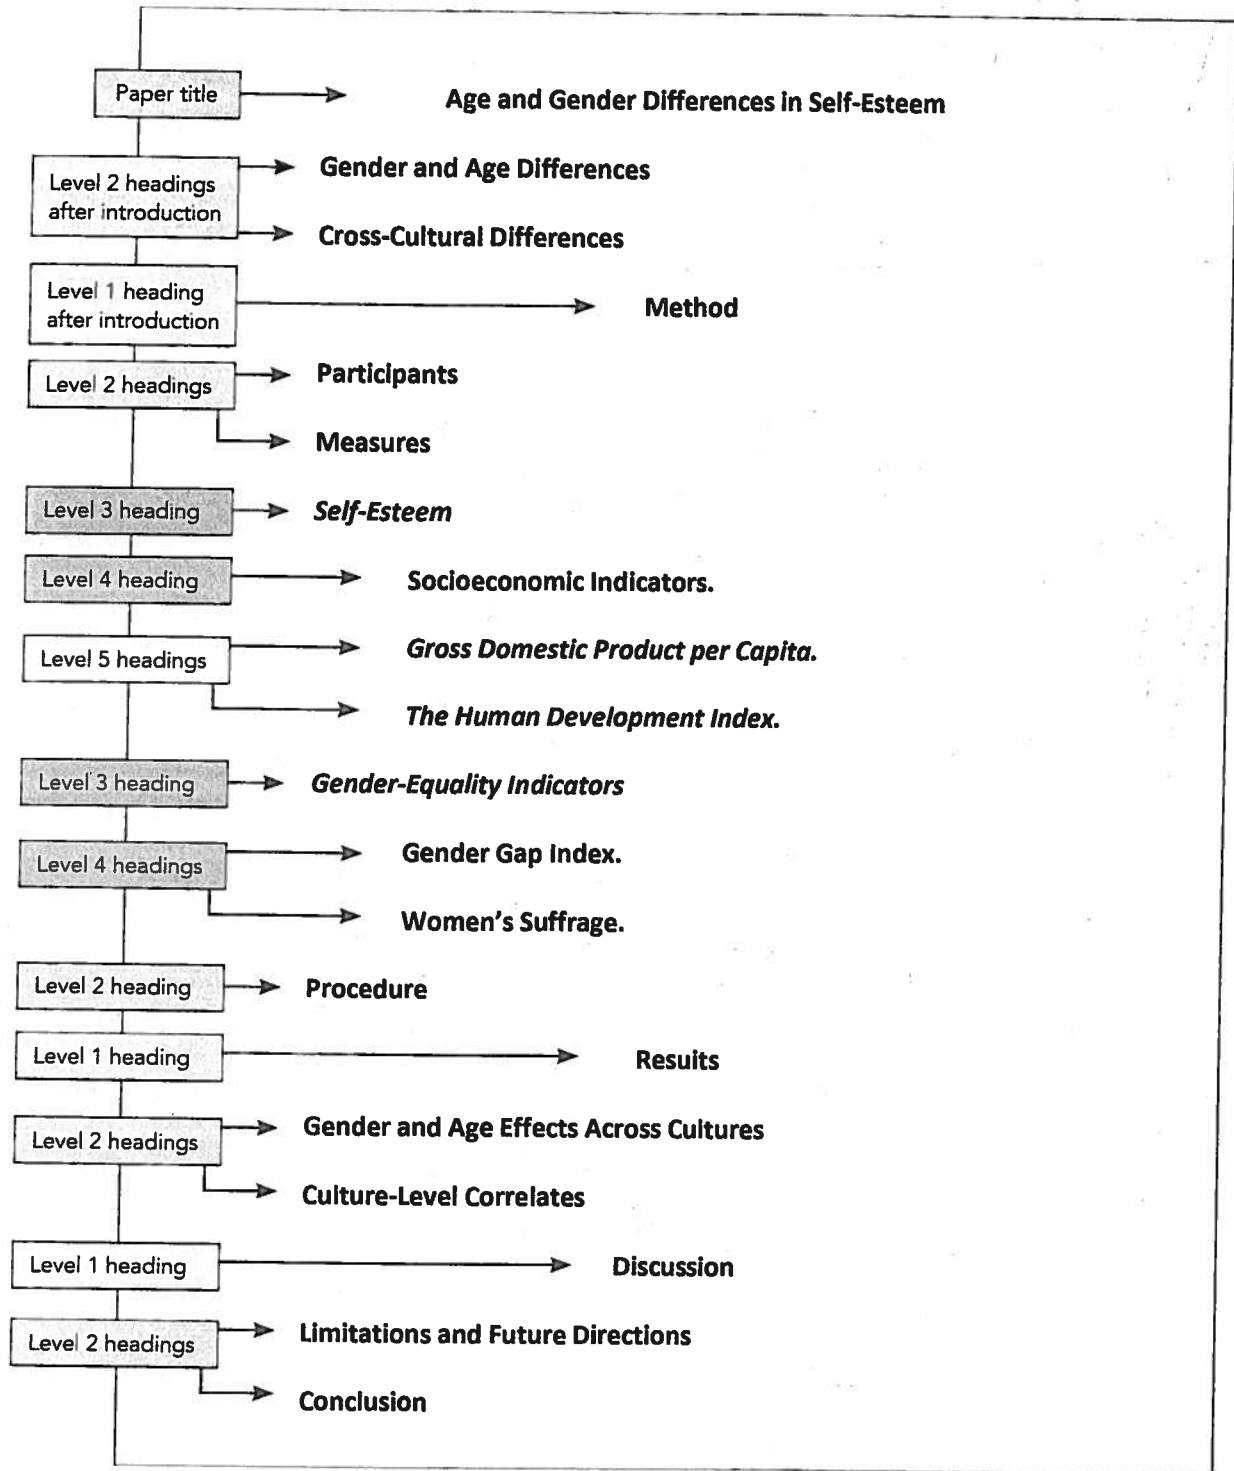 Paper title
Age and Gender Differences in Self-Esteem
Level 2 headings
after introduction
Gender and Age Differences
Cross-Cultural Differences
Level 1 heading
after introduction
Method
Level 2 headings
Participants
Measures
Level 3 heading
Self-Esteem
Level 4 heading
Socioeconomic Indicators.
Level 5 headings
Gross Domestic Product per Capita.
The Human Development Index.
Level 3 heading
Gender-Equality Indicators
Level 4 headings
Gender Gap Index.
Women's Suffrage.
Level 2 heading
Procedure
Level 1 heading
Results
Level 2 headings
Gender and Age Effects Across Cultures
Culture-Level Correlates
Level 1 heading
Discussion
Level 2 headings
Limitations and Future Directions
Conclusion